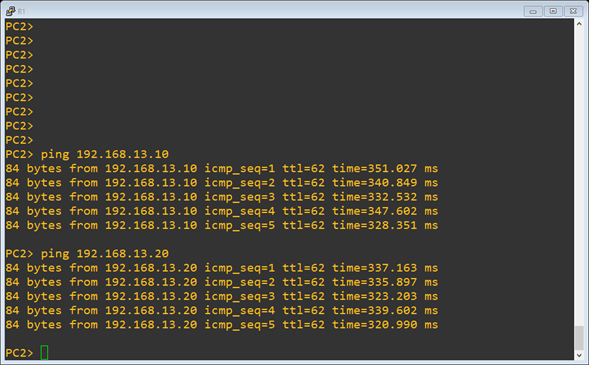 R1
PC2>
PC2>
PC2>
PC2>
PC2>
PC2>
PC2>
PC2>
PC2>
PC2> ping 192.168.13.10
84 bytes from 192.168.13.10 icmp_seq=1 ttl=62 time=351.027 ms
84 bytes from 192.168.13.10 icmp_seq=2 ttl=62 time=340.849 ms
84 bytes from 192.168.13.10 icmp_seq=3 ttl=62 time=332.532 ms
84 bytes from 192.168.13.10 icmp_seq=4 ttl=62 time=347.602 ms
84 bytes from 192.168.13.10 icmp_seq=5 ttl=62 time=328.351 ms
PC2> ping 192.168.13.20
84 bytes from 192.168.13.20 icmp_seq=1 ttl=62 time=337.163 ms
84 bytes from 192.168.13.20 icmp_seq=2 ttl=62 time=335.897 ms
84 bytes from 192.168.13.20 icmp_seq=3 ttl=62 time=323.203 ms
84 bytes from 192.168.13.20 icmp_seq=4 ttl=62 time=339.602 ms
84 bytes from 192.168.13.20 icmp_seq=5 ttl=62 time=320.990 ms
PC2>